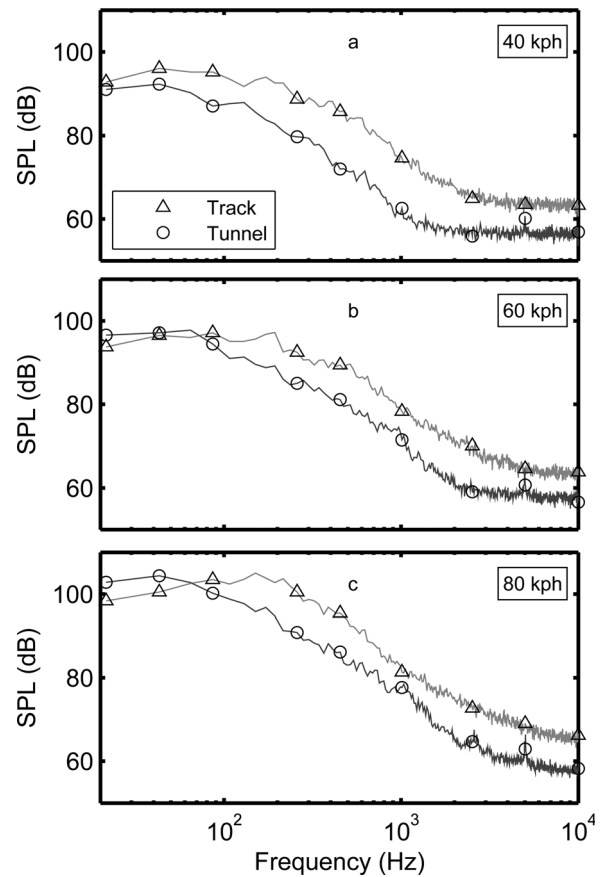 a
40 kph
100
80
60
SPL (dB)
Track
Tunnel
b
60 kph
100
80
60
SPL (dB)
c
80 kph
100
80
60
SPL (dB)
10² 10³ 10⁴
Frequency (Hz)